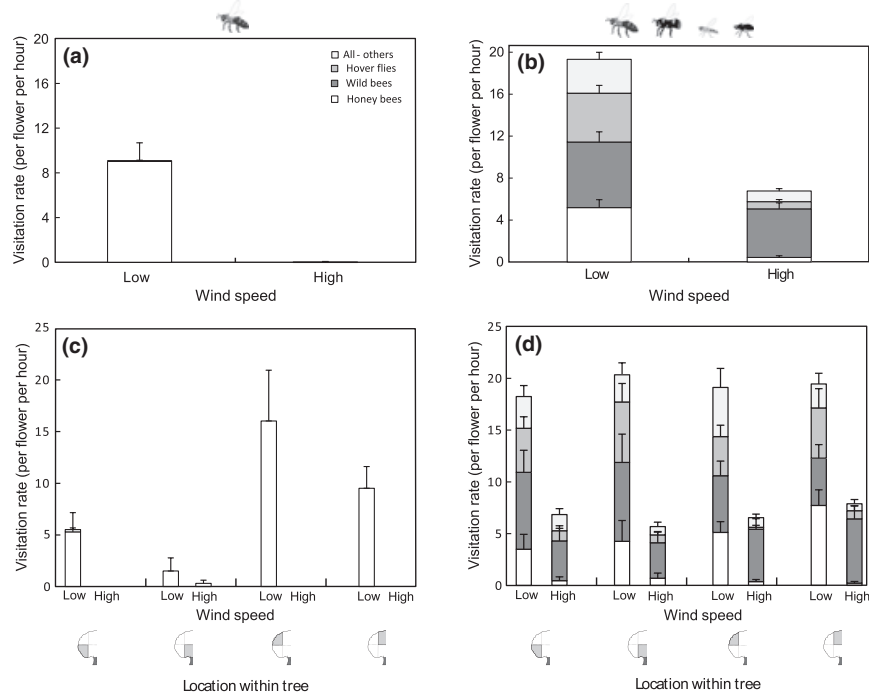 (a)
20
16
12
8
4
0
Visitation rate (per flower per hour)
All - others
Hover flies
Wild bees
Honey bees
Low High
Wind speed
(b)
20
16
12
8
4
0
Visitation rate (per flower per hour)
Low High
Wind speed
(c)
25
20
15
10
5
0
Visitation rate (per flower per hour)
Low High Low High Low High Low High
Wind speed
Location within tree
(d)
25
20
15
10
5
0
Visitation rate (per flower per hour)
Low High Low High Low High Low High
Wind speed
Location within tree